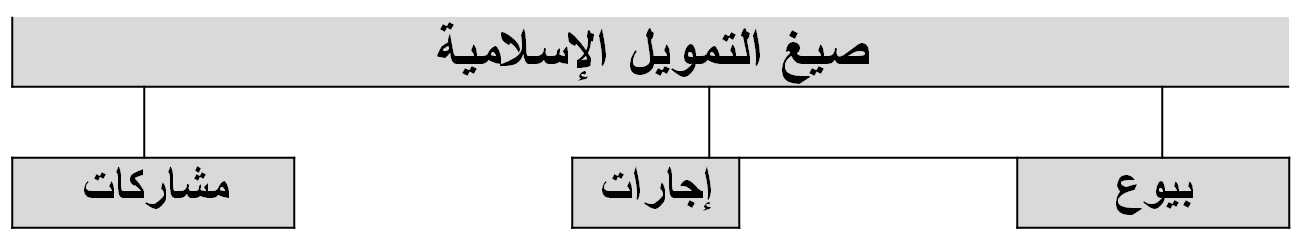 صيغ التمويل الإسلامية
بيوع
إجارات
مشاركات